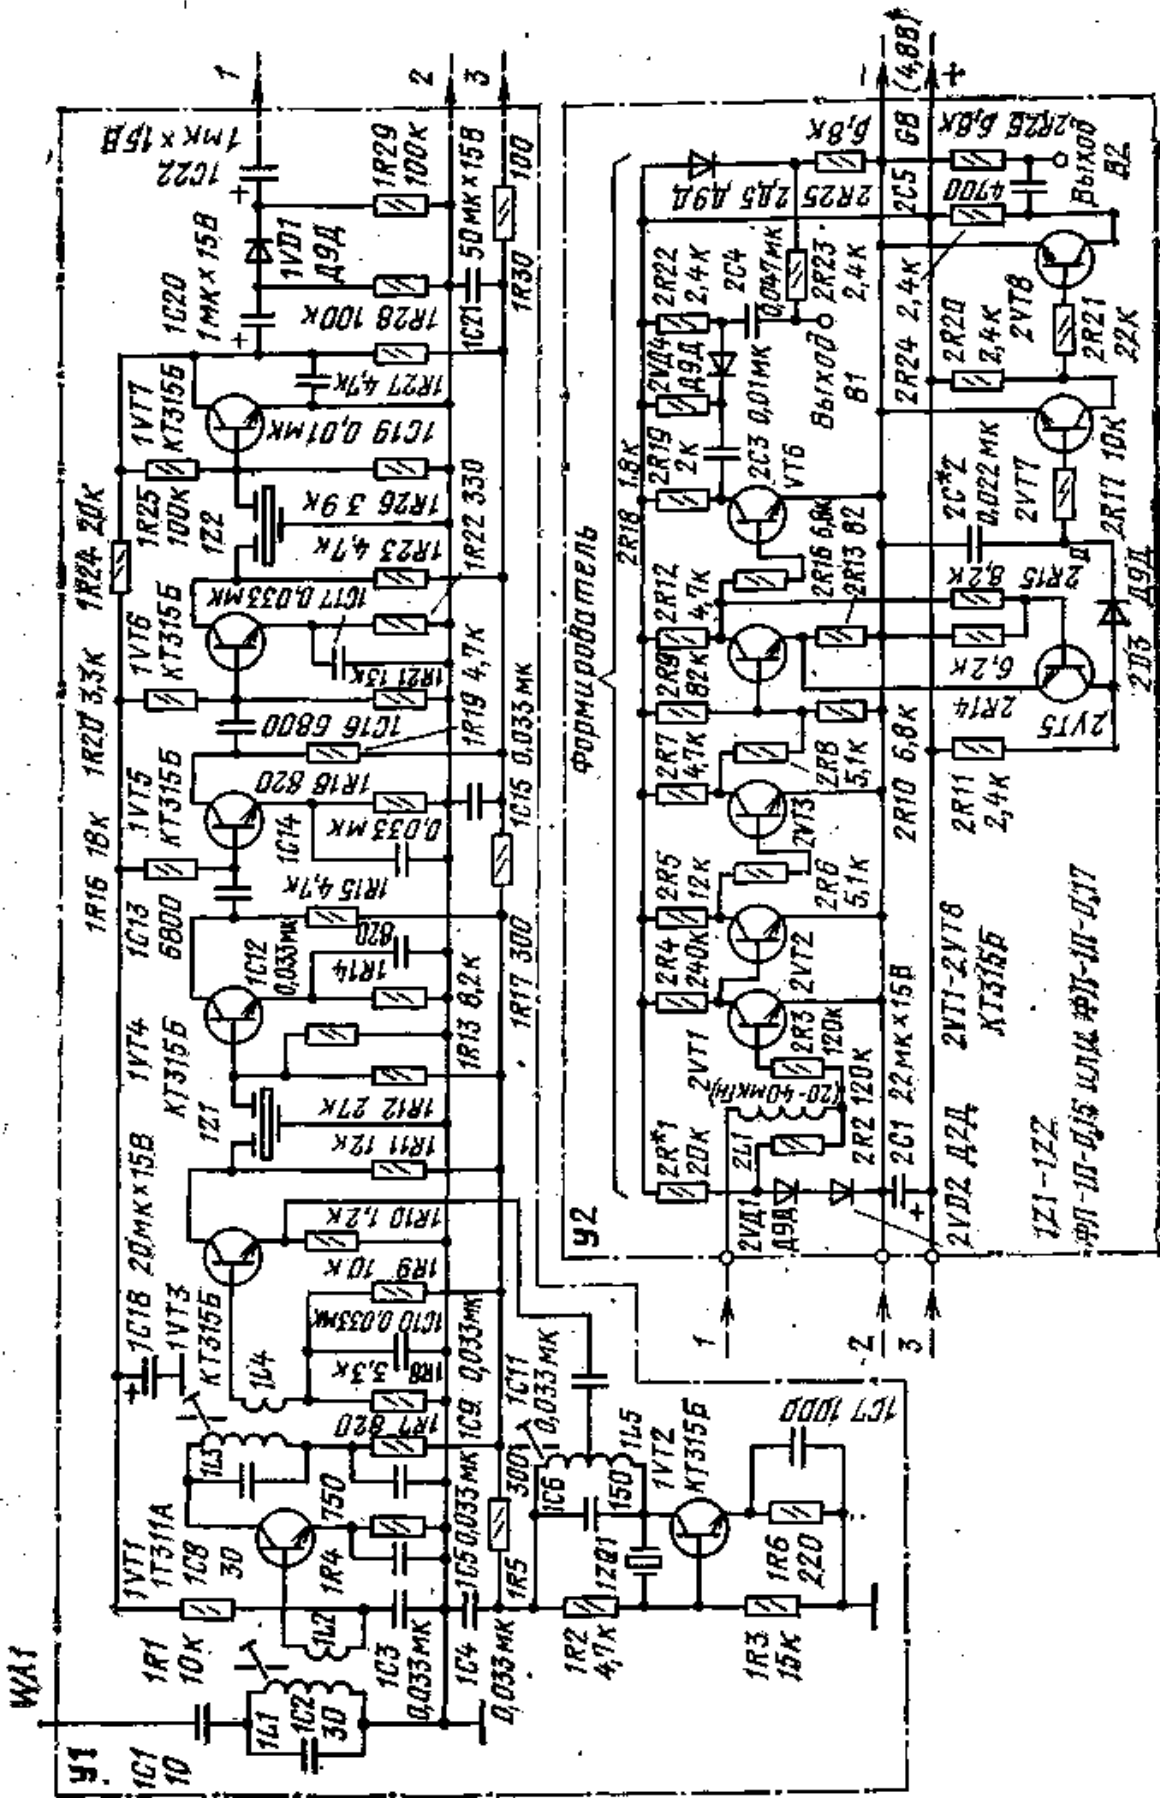 WA1
У1
1C1
10
1L1
1C2
30
1R1
10К
1VT1
1Т311А
1C8
30
1L2
1C3
0,033МК
1C4
0,033МК
1R4
750
1L3
1C5 0,033МК
1R5
300
1R7 820
1C9 0,033МК
1C18 20МК×15В
1VT3
КТ315Б
1L4
1R8
3,3К
1C10 0,033МК
1R9
10К
1R10 1,2К
1R11
12К
1R12 27К
1Z1
1VT4
КТ315Б
1R13 8,2К
1C12
0,033МК
1R14
820
1R15 4,7К
1C13
6800
1R16 18К
1VT5
КТ315Б
1C14
0,033МК
1R17 300
1R18 820
1C15 0,033МК
1R19 4,7К
1C16 6800
1R20 3,3К
1VT6
КТ315Б
1R21 13К
1C17 0,033МК
1R22 330
1R23 4,7К
1R24 20К
1Z2
1R25
100К
1R26 3,9К
1VT7
КТ315Б
1C19 0,01МК
1R27 4,7К
1C20
1МК×15В
1R28 100К
1VD1
Д9Д
1C21
50МК×15В
1R29
100К
1R30
100
1C22
1МК×15В
1
2
3
1C11
0,033МК
1C6
150
1L5
1R2
4,7К
1ZQ1
1VT2
КТ315Б
1R3
15К
1R6
220
1C7 1000
У2
Формирователь
1
2
3
2R*1
20К
2VД1
Д9Д
2L1
(20-40МКГн)
2R2 120К
2C1 22МК×15В
2VD2 Д2Д
2R3
120К
2VT1
2R4
240К
2VT2
2R5
12К
2R6
5,1К
2VT3
2R7
4,7К
2R8
5,1К
2R9
82К
2R10 6,8К
2R11
2,4К
2R12
4,7К
2R13 82
2R14
6,2К
2VT5
2R15
8,2К
2R16 6,8К
VT6
2R17 10К
2D3 Д9Д
2C*2
0,022МК
2VT7
2R18 1,8К
2R19
2К
2C3 0,01МК
2VД4
Д9Д
2R20
2,4К
2R21
22К
2VT8
2R22
2,4К
2C4
0,047МК
2R23
2,4К
Выход
В1
2R24 2,4К
2Д5 Д9Д
2R25
6,8К
2C5
4700
2R26 6,8К
GB
(4,8В)
−
+
Выход
В2
2VT1-2VT8
КТ315Б
1Z1-1Z2
ФП-1П-0,15 или ФП-1П-0,17